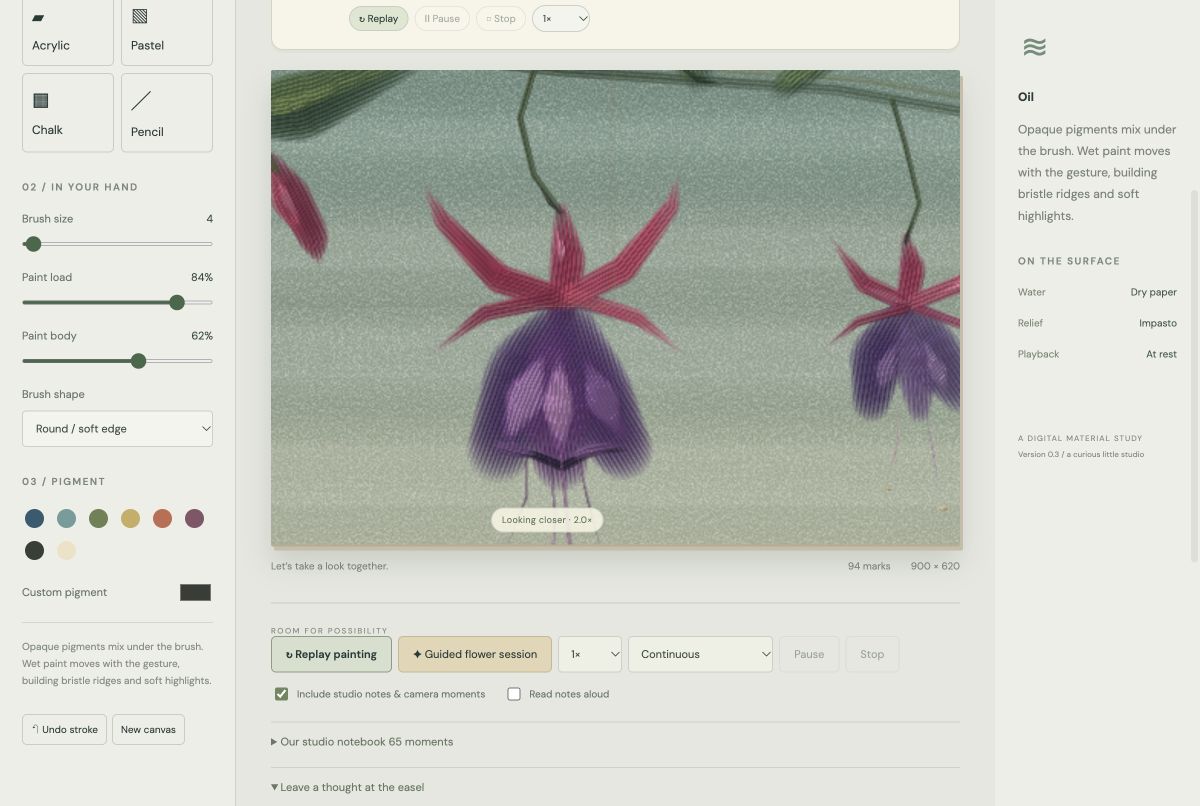 Acrylic
Pastel
Chalk
Pencil
02 / IN YOUR HAND
Brush size 4
Paint load 84%
Paint body 62%
Brush shape
Round / soft edge
03 / PIGMENT
Custom pigment
Opaque pigments mix under the brush.
Wet paint moves with the gesture,
building bristle ridges and soft highlights.
Undo stroke
New canvas
↻ Replay
II Pause
Stop
1×
Looking closer · 2.0×
Let's take a look together.
94 marks 900 × 620
ROOM FOR POSSIBILITY
↻ Replay painting
✦ Guided flower session
1×
Continuous
Pause
Stop
Include studio notes & camera moments
Read notes aloud
▶ Our studio notebook 65 moments
▼ Leave a thought at the easel
Oil
Opaque pigments mix under
the brush. Wet paint moves
with the gesture, building
bristle ridges and soft
highlights.
ON THE SURFACE
Water Dry paper
Relief Impasto
Playback At rest
A DIGITAL MATERIAL STUDY
Version 0.3 / a curious little studio